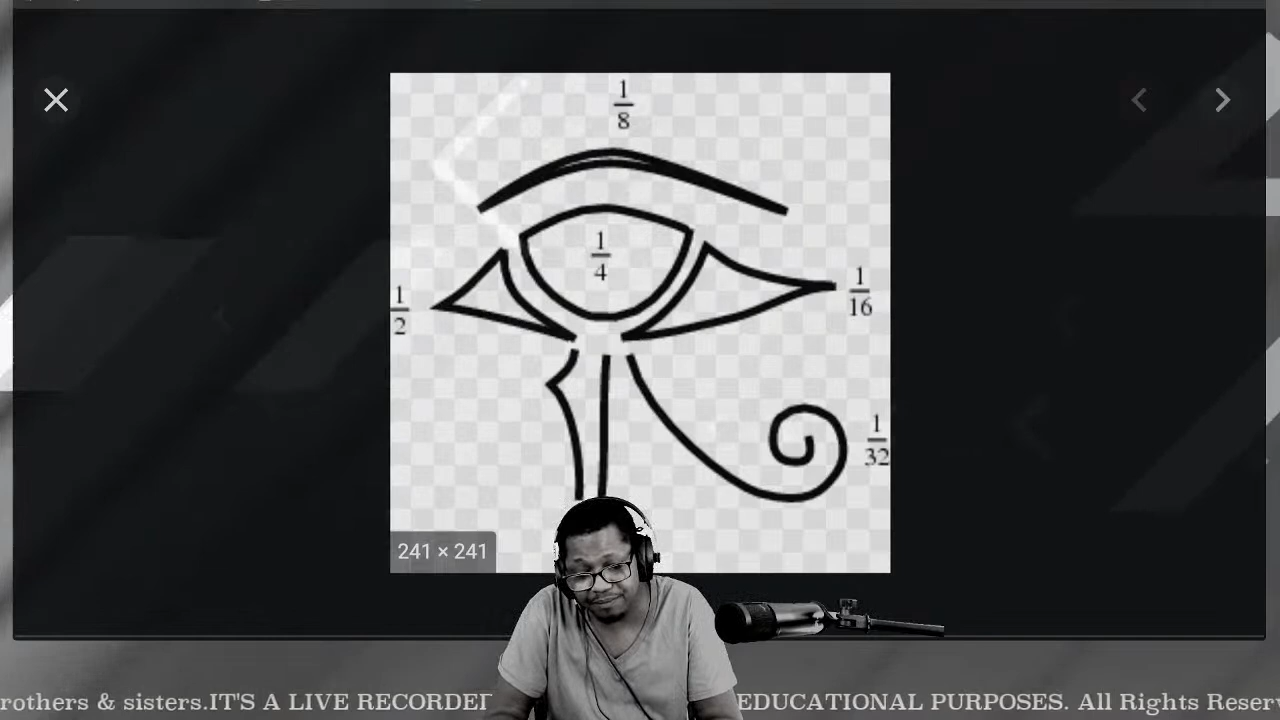 1/8
1/4
1/2
1/16
1/32
241 × 241
rothers & sisters.IT'S A LIVE RECORDED EDUCATIONAL PURPOSES. All Rights Reser